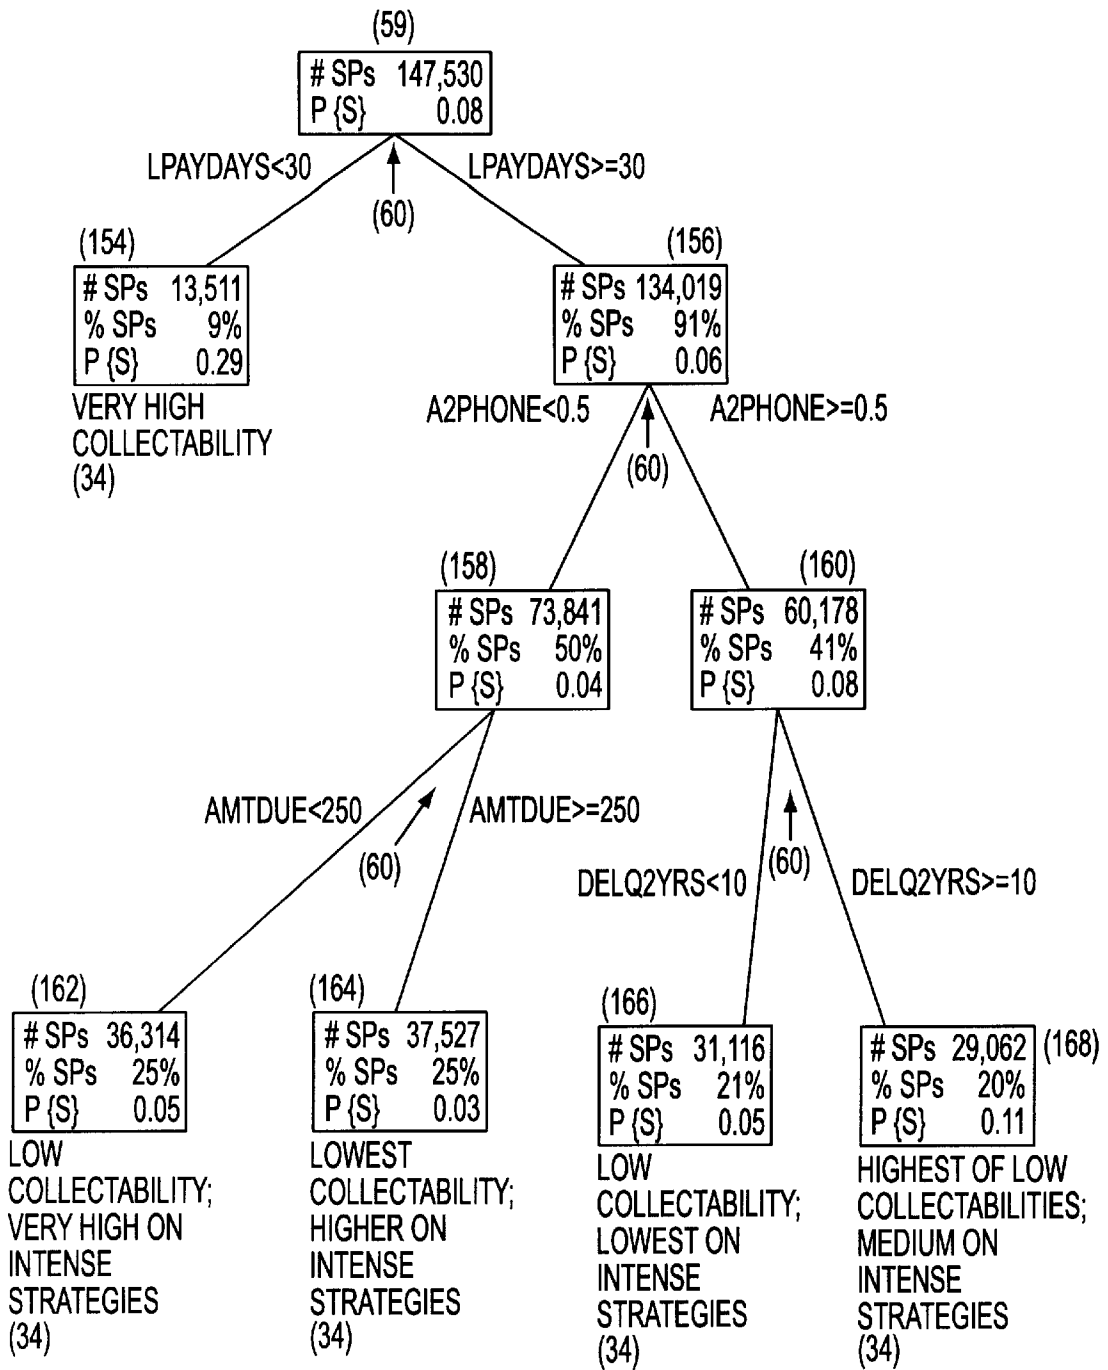 (59)
# SPs 147,530
P {S} 0.08
LPAYDAYS<30
LPAYDAYS>=30
(60)
(154)
# SPs 13,511
% SPs 9%
P {S} 0.29
VERY HIGH
COLLECTABILITY
(34)
(156)
# SPs 134,019
% SPs 91%
P {S} 0.06
A2PHONE<0.5
A2PHONE>=0.5
(60)
(158)
# SPs 73,841
% SPs 50%
P {S} 0.04
(160)
# SPs 60,178
% SPs 41%
P {S} 0.08
AMTDUE<250
AMTDUE>=250
(60)
DELQ2YRS<10
DELQ2YRS>=10
(60)
(162)
# SPs 36,314
% SPs 25%
P {S} 0.05
LOW
COLLECTABILITY;
VERY HIGH ON
INTENSE
STRATEGIES
(34)
(164)
# SPs 37,527
% SPs 25%
P {S} 0.03
LOWEST
COLLECTABILITY;
HIGHER ON
INTENSE
STRATEGIES
(34)
(166)
# SPs 31,116
% SPs 21%
P {S} 0.05
LOW
COLLECTABILITY;
LOWEST ON
INTENSE
STRATEGIES
(34)
(168)
# SPs 29,062
% SPs 20%
P {S} 0.11
HIGHEST OF LOW
COLLECTABILITIES;
MEDIUM ON
INTENSE
STRATEGIES
(34)